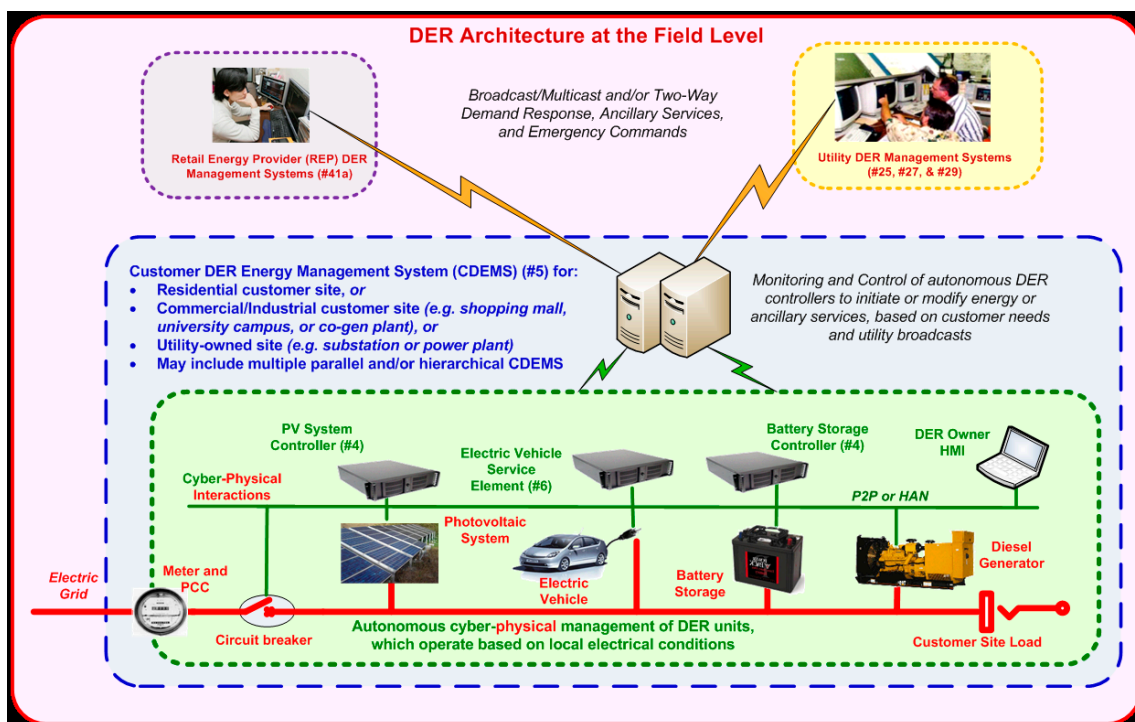 DER Architecture at the Field Level
Broadcast/Multicast and/or Two-Way
Demand Response, Ancillary Services,
and Emergency Commands
Retail Energy Provider (REP) DER
Management Systems (#41a)
Utility DER Management Systems
(#25, #27, & #29)
Customer DER Energy Management System (CDEMS) (#5) for:
• Residential customer site, or
• Commercial/Industrial customer site (e.g. shopping mall,
university campus, or co-gen plant), or
• Utility-owned site (e.g. substation or power plant)
• May include multiple parallel and/or hierarchical CDEMS
Monitoring and Control of autonomous DER
controllers to initiate or modify energy or
ancillary services, based on customer needs
and utility broadcasts
PV System
Controller (#4)
Electric Vehicle
Service
Element (#6)
Battery Storage
Controller (#4)
DER Owner
HMI
Cyber-Physical
Interactions
P2P or HAN
Photovoltaic
System
Electric
Grid
Meter and
PCC
Circuit breaker
Electric
Vehicle
Battery
Storage
Diesel
Generator
Autonomous cyber-physical management of DER units,
which operate based on local electrical conditions
Customer Site Load